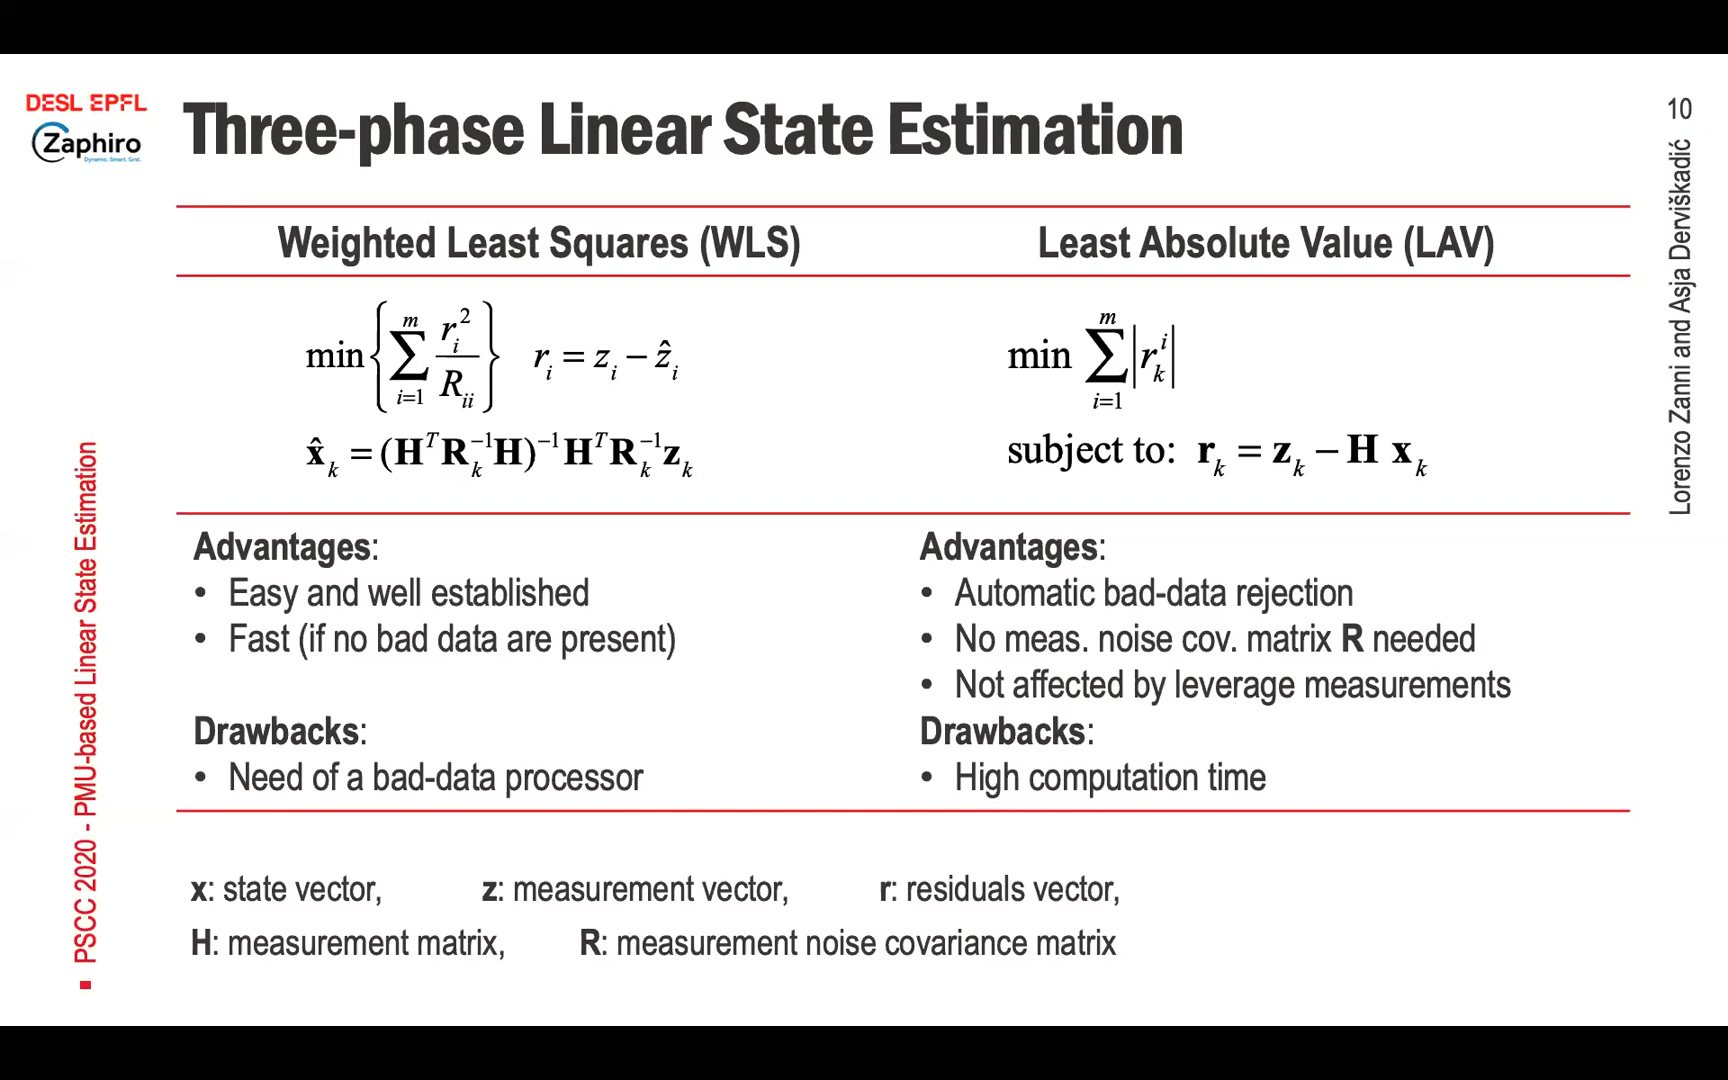 DESL EPFL
Zaphiro
Dynamic. Smart. Grid.
Three-phase Linear State Estimation
10
Lorenzo Zanni and Asja Derviškadić
PSCC 2020 - PMU-based Linear State Estimation
Weighted Least Squares (WLS)
min { ∑_{i=1}^{m} r_i^2 / R_{ii} } r_i = z_i − ẑ_i
x̂_k = (H^T R_k^{−1} H)^{−1} H^T R_k^{−1} z_k
Advantages:
• Easy and well established
• Fast (if no bad data are present)
Drawbacks:
• Need of a bad-data processor
Least Absolute Value (LAV)
min ∑_{i=1}^{m} |r_k^i|
subject to: r_k = z_k − H x_k
Advantages:
• Automatic bad-data rejection
• No meas. noise cov. matrix R needed
• Not affected by leverage measurements
Drawbacks:
• High computation time
x: state vector, z: measurement vector, r: residuals vector,
H: measurement matrix, R: measurement noise covariance matrix